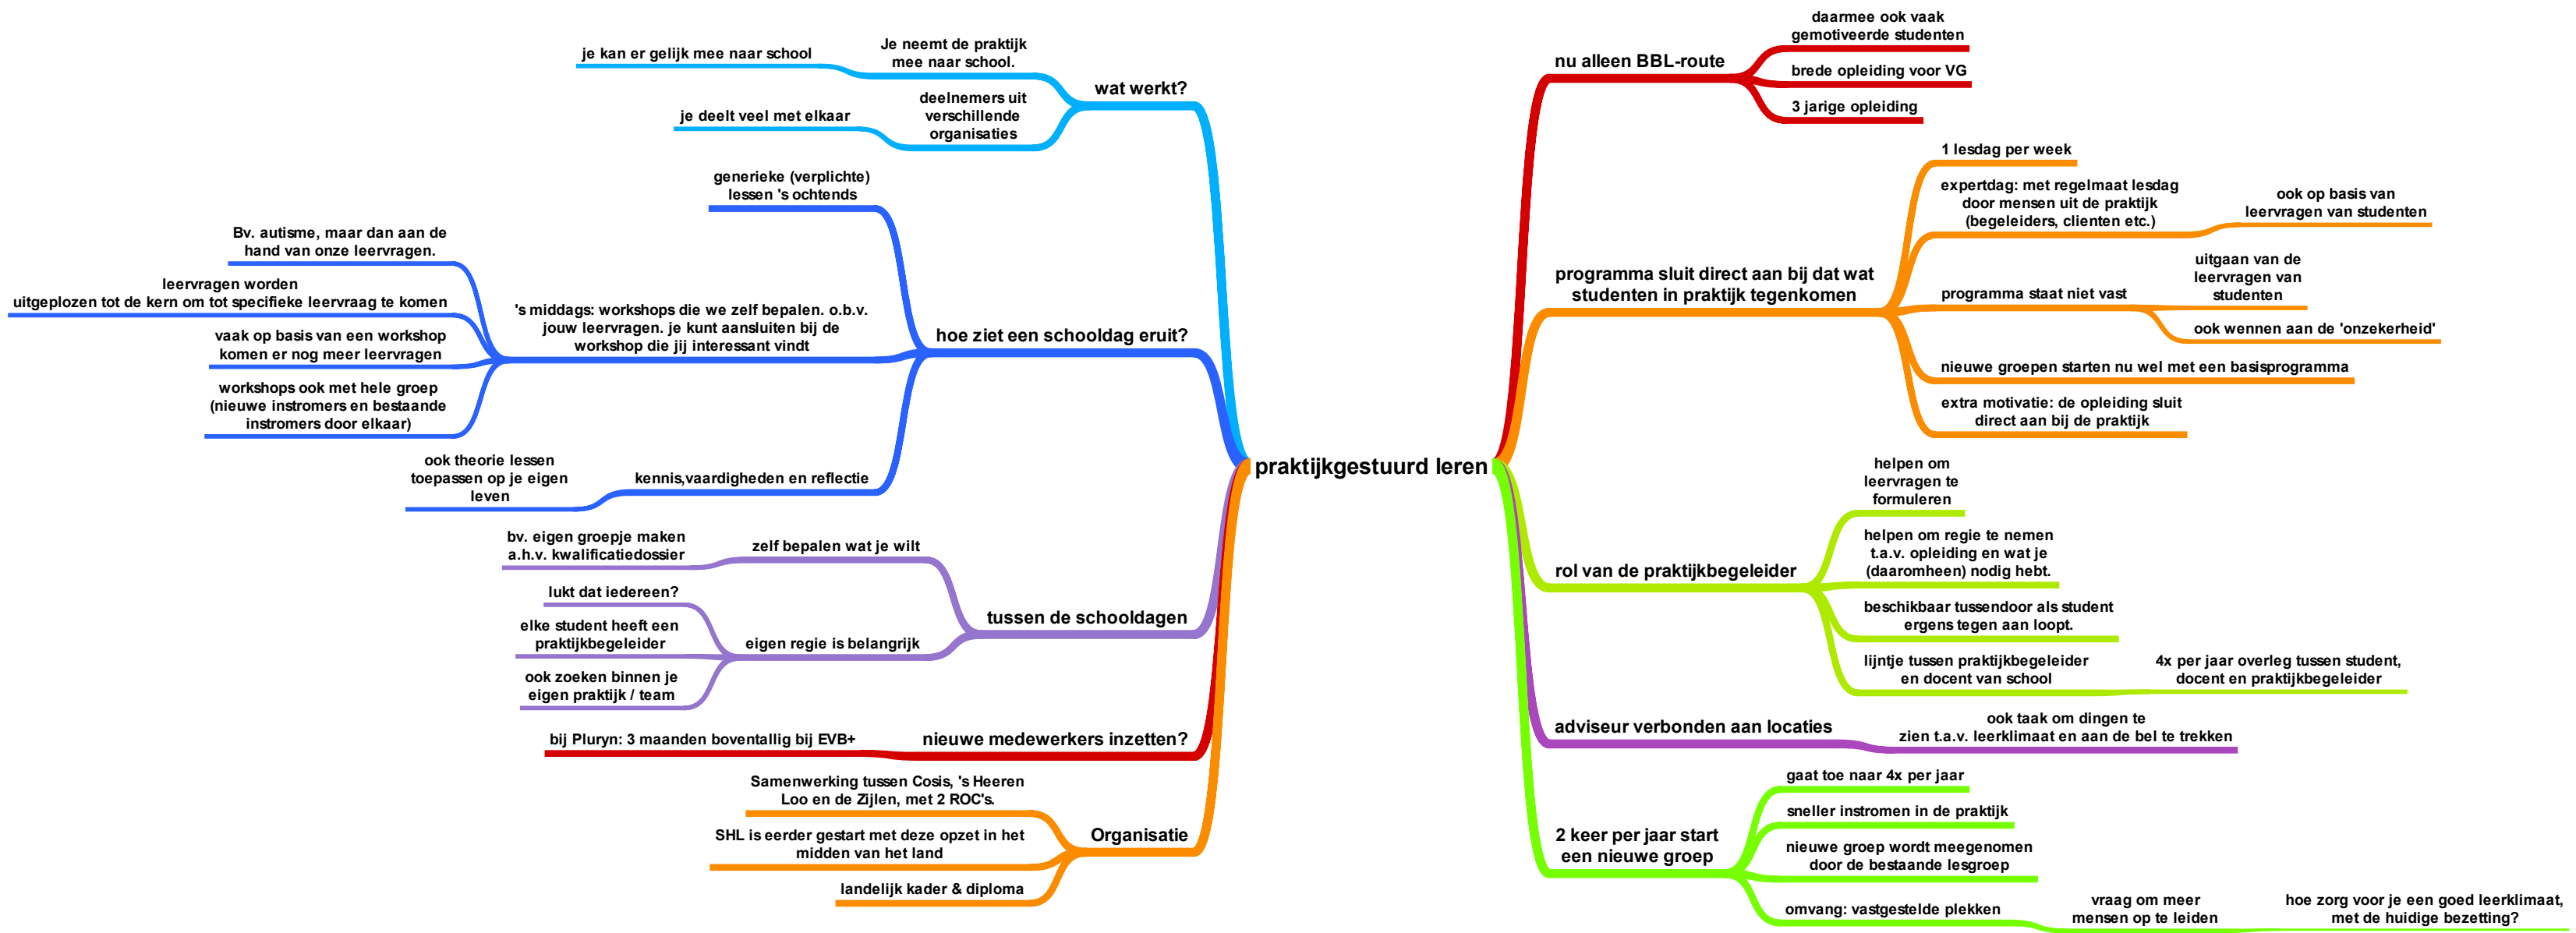 praktijkgestuurd leren
nu alleen BBL-route
daarmee ook vaak
gemotiveerde studenten
brede opleiding voor VG
3 jarige opleiding
programma sluit direct aan bij dat wat
studenten in praktijk tegenkomen
1 lesdag per week
expertdag: met regelmaat lesdag
door mensen uit de praktijk
(begeleiders, clienten etc.)
ook op basis van
leervragen van studenten
programma staat niet vast
uitgaan van de
leervragen van
studenten
ook wennen aan de 'onzekerheid'
nieuwe groepen starten nu wel met een basisprogramma
extra motivatie: de opleiding sluit
direct aan bij de praktijk
rol van de praktijkbegeleider
helpen om
leervragen te
formuleren
helpen om regie te nemen
t.a.v. opleiding en wat je
(daaromheen) nodig hebt.
beschikbaar tussendoor als student
ergens tegen aan loopt.
lijntje tussen praktijkbegeleider
en docent van school
4x per jaar overleg tussen student,
docent en praktijkbegeleider
adviseur verbonden aan locaties
ook taak om dingen te
zien t.a.v. leerklimaat en aan de bel te trekken
2 keer per jaar start
een nieuwe groep
gaat toe naar 4x per jaar
sneller instromen in de praktijk
nieuwe groep wordt meegenomen
door de bestaande lesgroep
omvang: vastgestelde plekken
vraag om meer
mensen op te leiden
hoe zorg voor je een goed leerklimaat,
met de huidige bezetting?
wat werkt?
Je neemt de praktijk
mee naar school.
je kan er gelijk mee naar school
deelnemers uit
verschillende
organisaties
je deelt veel met elkaar
hoe ziet een schooldag eruit?
generieke (verplichte)
lessen 's ochtends
's middags: workshops die we zelf bepalen. o.b.v.
jouw leervragen. je kunt aansluiten bij de
workshop die jij interessant vindt
Bv. autisme, maar dan aan de
hand van onze leervragen.
leervragen worden
uitgeplozen tot de kern om tot specifieke leervraag te komen
vaak op basis van een workshop
komen er nog meer leervragen
workshops ook met hele groep
(nieuwe instromers en bestaande
instromers door elkaar)
kennis,vaardigheden en reflectie
ook theorie lessen
toepassen op je eigen
leven
tussen de schooldagen
zelf bepalen wat je wilt
bv. eigen groepje maken
a.h.v. kwalificatiedossier
eigen regie is belangrijk
lukt dat iedereen?
elke student heeft een
praktijkbegeleider
ook zoeken binnen je
eigen praktijk / team
nieuwe medewerkers inzetten?
bij Pluryn: 3 maanden boventallig bij EVB+
Organisatie
Samenwerking tussen Cosis, 's Heeren
Loo en de Zijlen, met 2 ROC's.
SHL is eerder gestart met deze opzet in het
midden van het land
landelijk kader & diploma